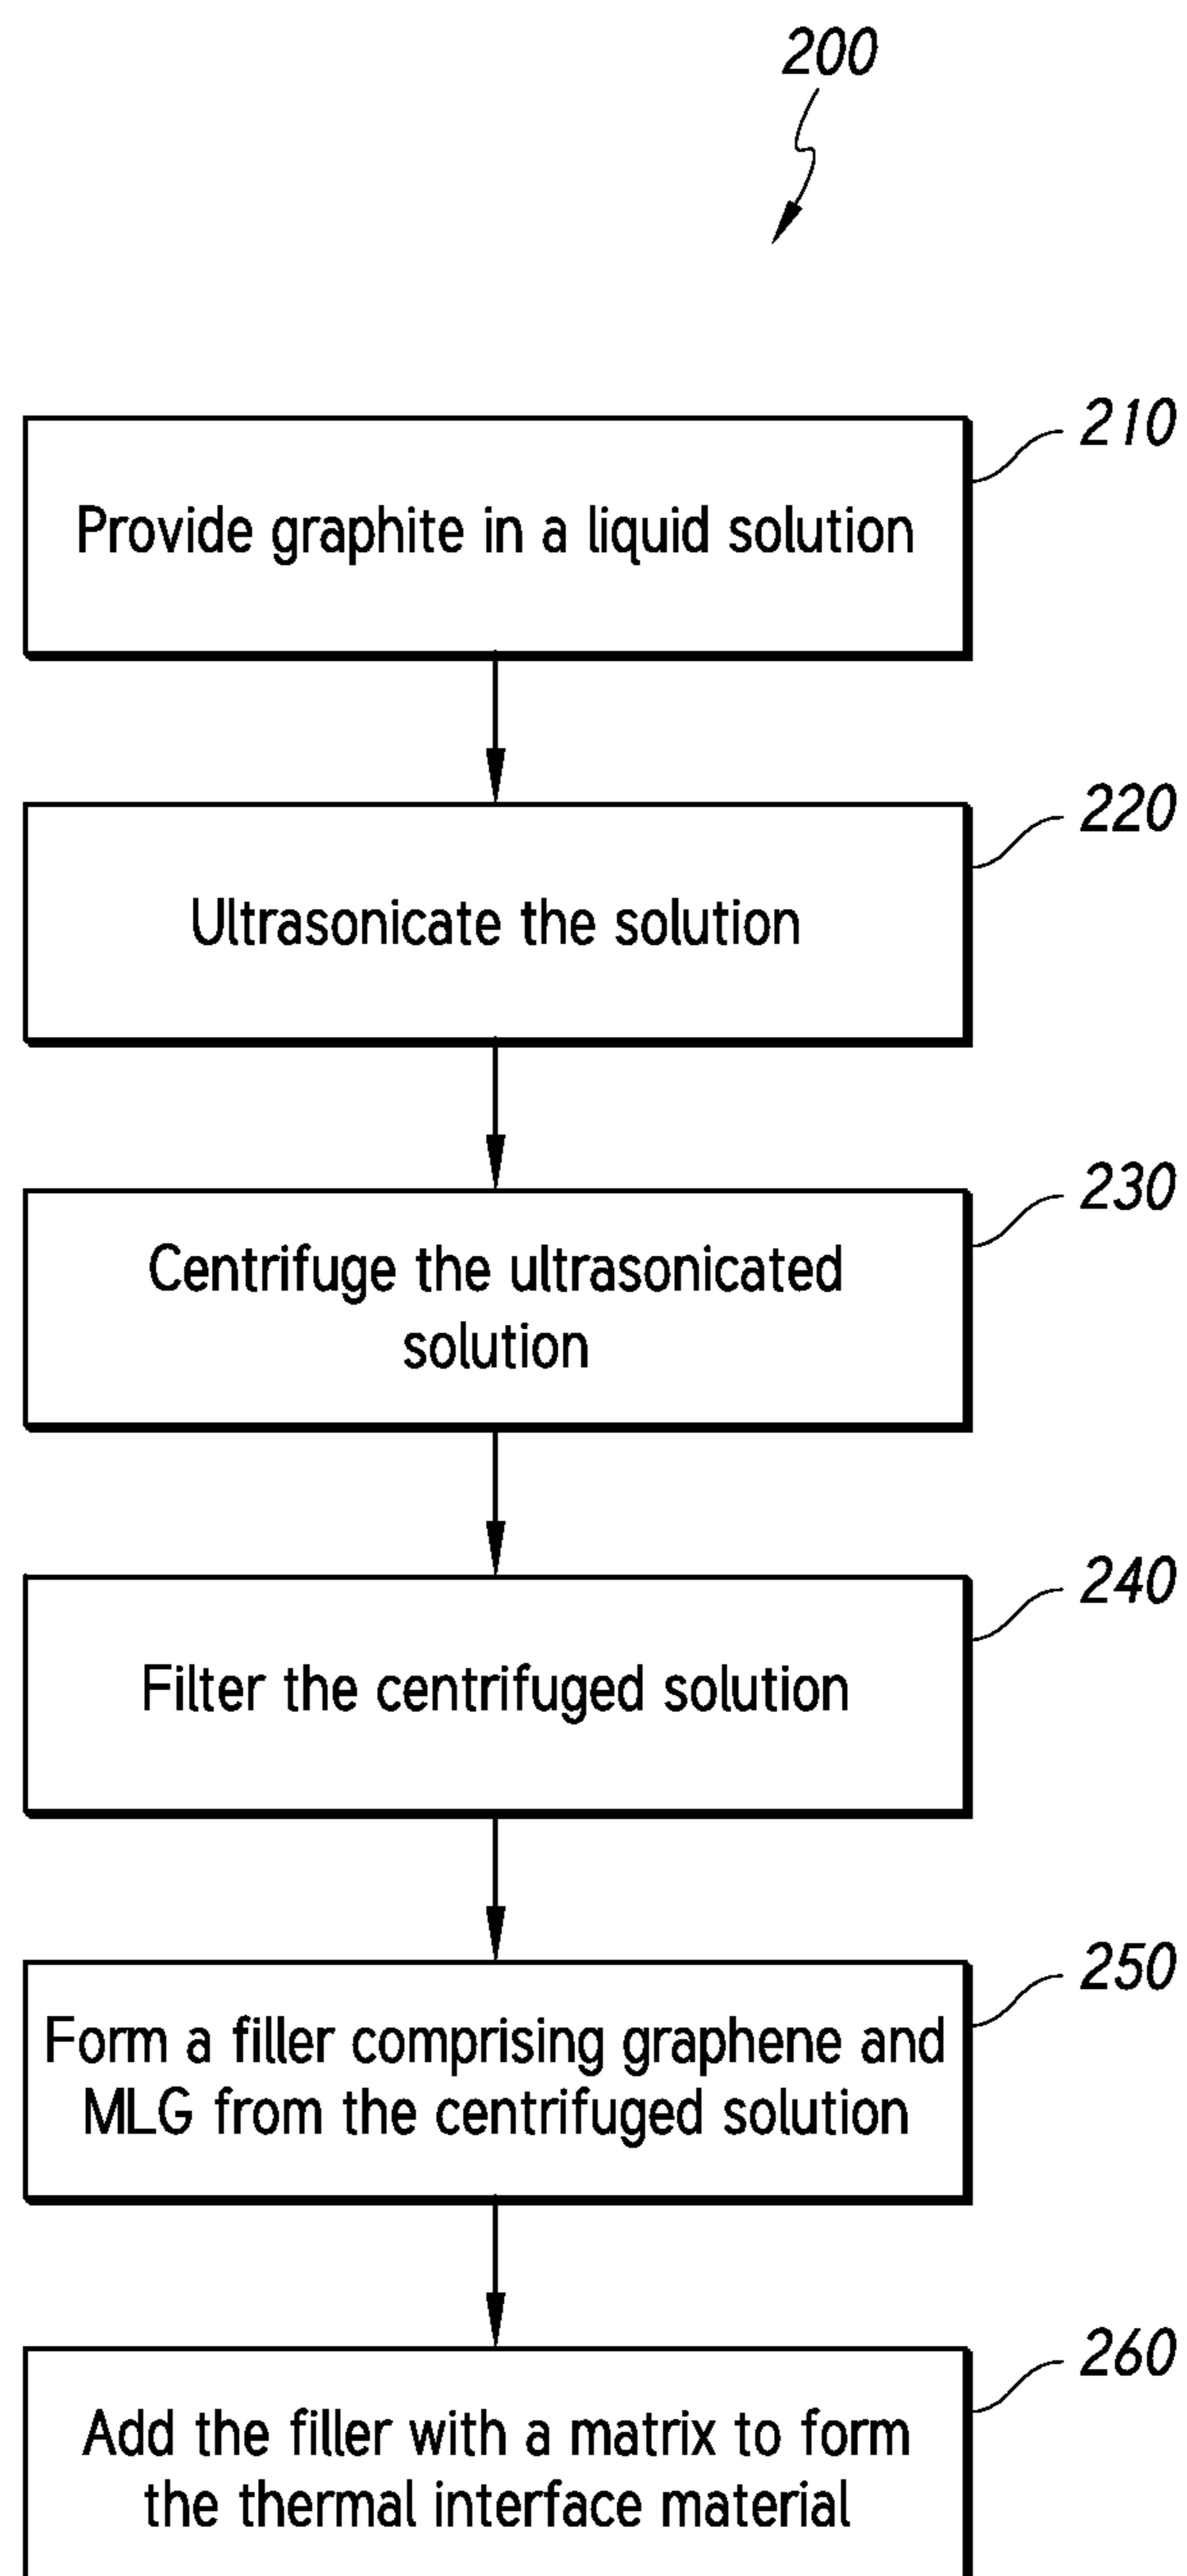 200
210
Provide graphite in a liquid solution
220
Ultrasonicate the solution
230
Centrifuge the ultrasonicated
solution
240
Filter the centrifuged solution
250
Form a filler comprising graphene and
MLG from the centrifuged solution
260
Add the filler with a matrix to form
the thermal interface material